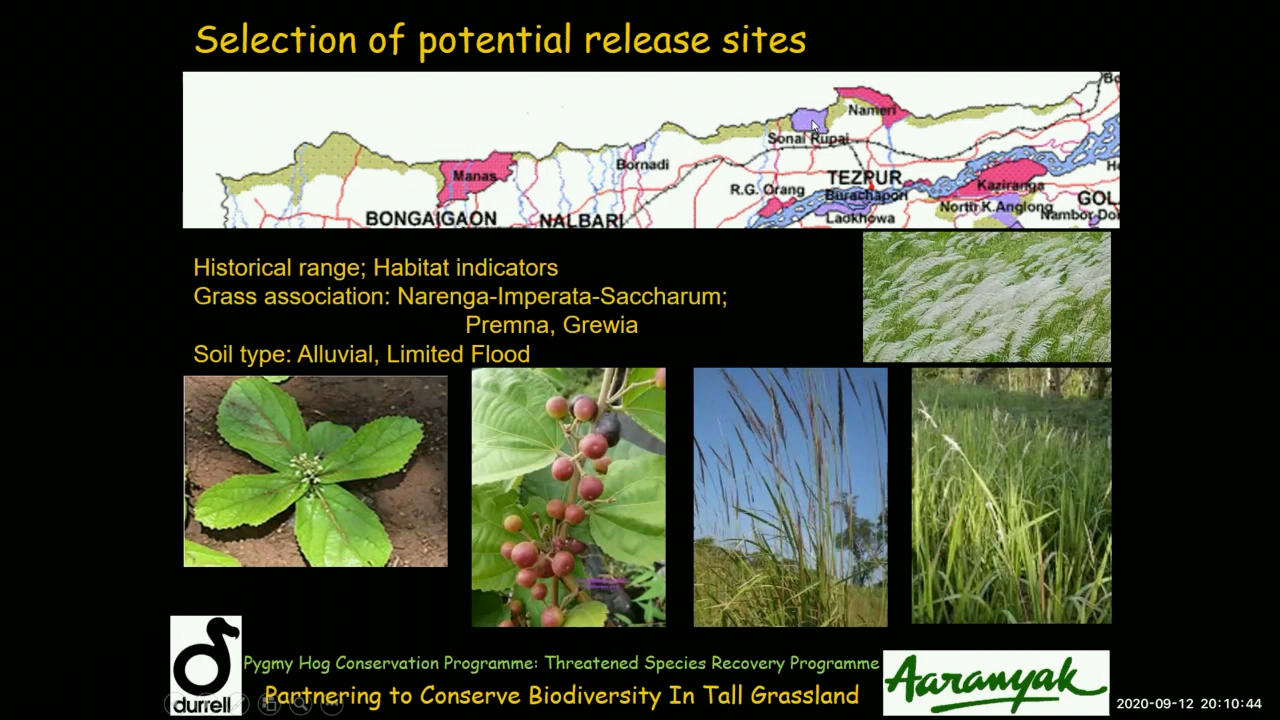 Selection of potential release sites
Nameri
Sonai Rupai
Bornadi
Manas
TEZPUR
R.G. Orang
Kaziranga
Burachapori
BONGAIGAON
NALBARI
Laokhowa
North K.Anglong
GOL
Nambor Do
Historical range; Habitat indicators
Grass association: Narenga-Imperata-Saccharum;
Premna, Grewia
Soil type: Alluvial, Limited Flood
Pygmy Hog Conservation Programme: Threatened Species Recovery Programme
Partnering to Conserve Biodiversity In Tall Grassland
durrell
Aaranyak
2020-09-12 20:10:44